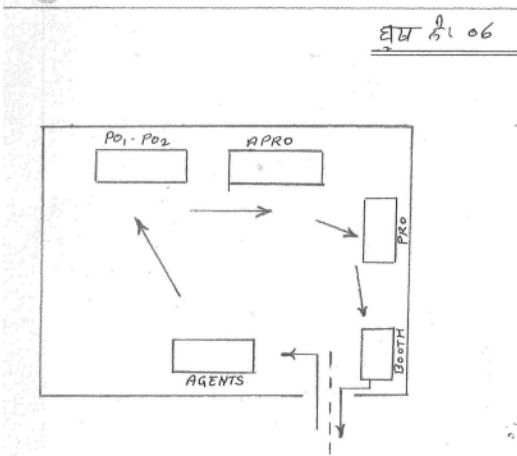 ਬੂਥ ਨੰ: 06
PO1 - PO2
APRO
PRO
BOOTH
AGENTS